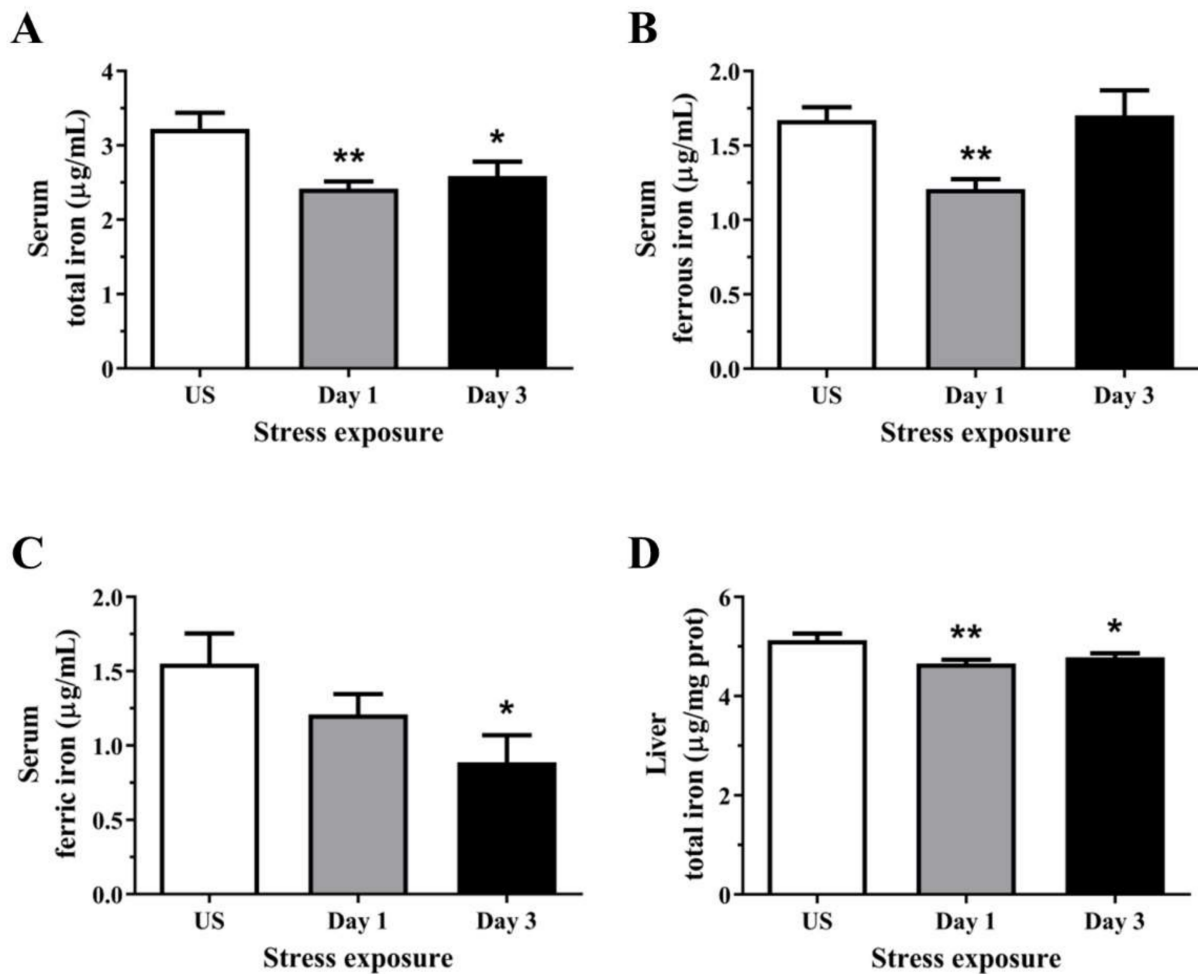 A
Serum
total iron (μg/mL)
4
3
2
1
0
**
*
US Day 1 Day 3
Stress exposure
B
Serum
ferrous iron (μg/mL)
2.0
1.5
1.0
0.5
0.0
**
US Day 1 Day 3
Stress exposure
C
Serum
ferric iron (μg/mL)
2.0
1.5
1.0
0.5
0.0
*
US Day 1 Day 3
Stress exposure
D
Liver
total iron (μg/mg prot)
6
4
2
0
**
*
US Day 1 Day 3
Stress exposure